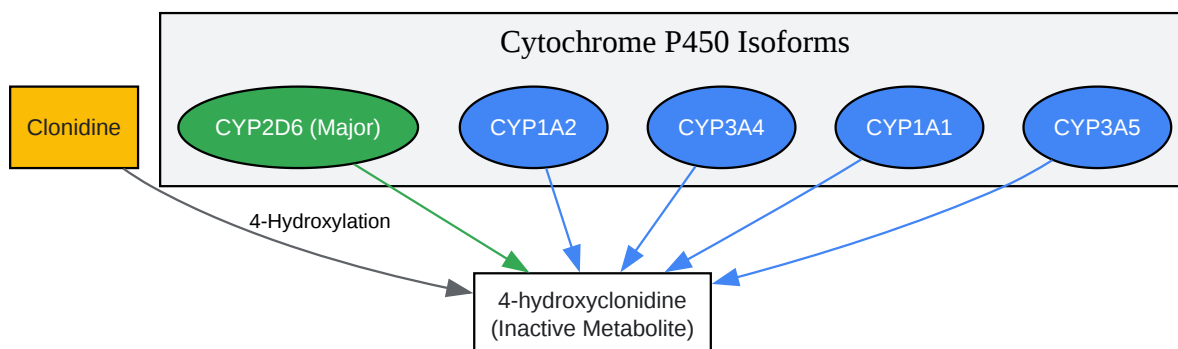 Cytochrome P450 Isoforms
Clonidine
CYP2D6 (Major)
CYP1A2
CYP3A4
CYP1A1
CYP3A5
4-Hydroxylation
4-hydroxyclonidine
(Inactive Metabolite)